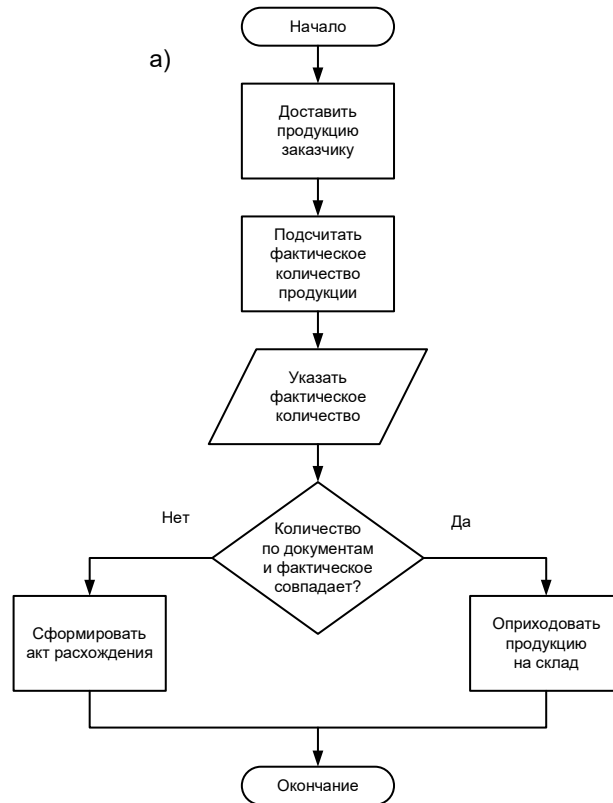 Начало
а)
Доставить
продукцию
заказчику
Подсчитать
фактическое
количество
продукции
Указать
фактическое
количество
Нет
Да
Количество
по документам
и фактическое
совпадает?
Сформировать
акт расхождения
Оприходовать
продукцию
на склад
Окончание